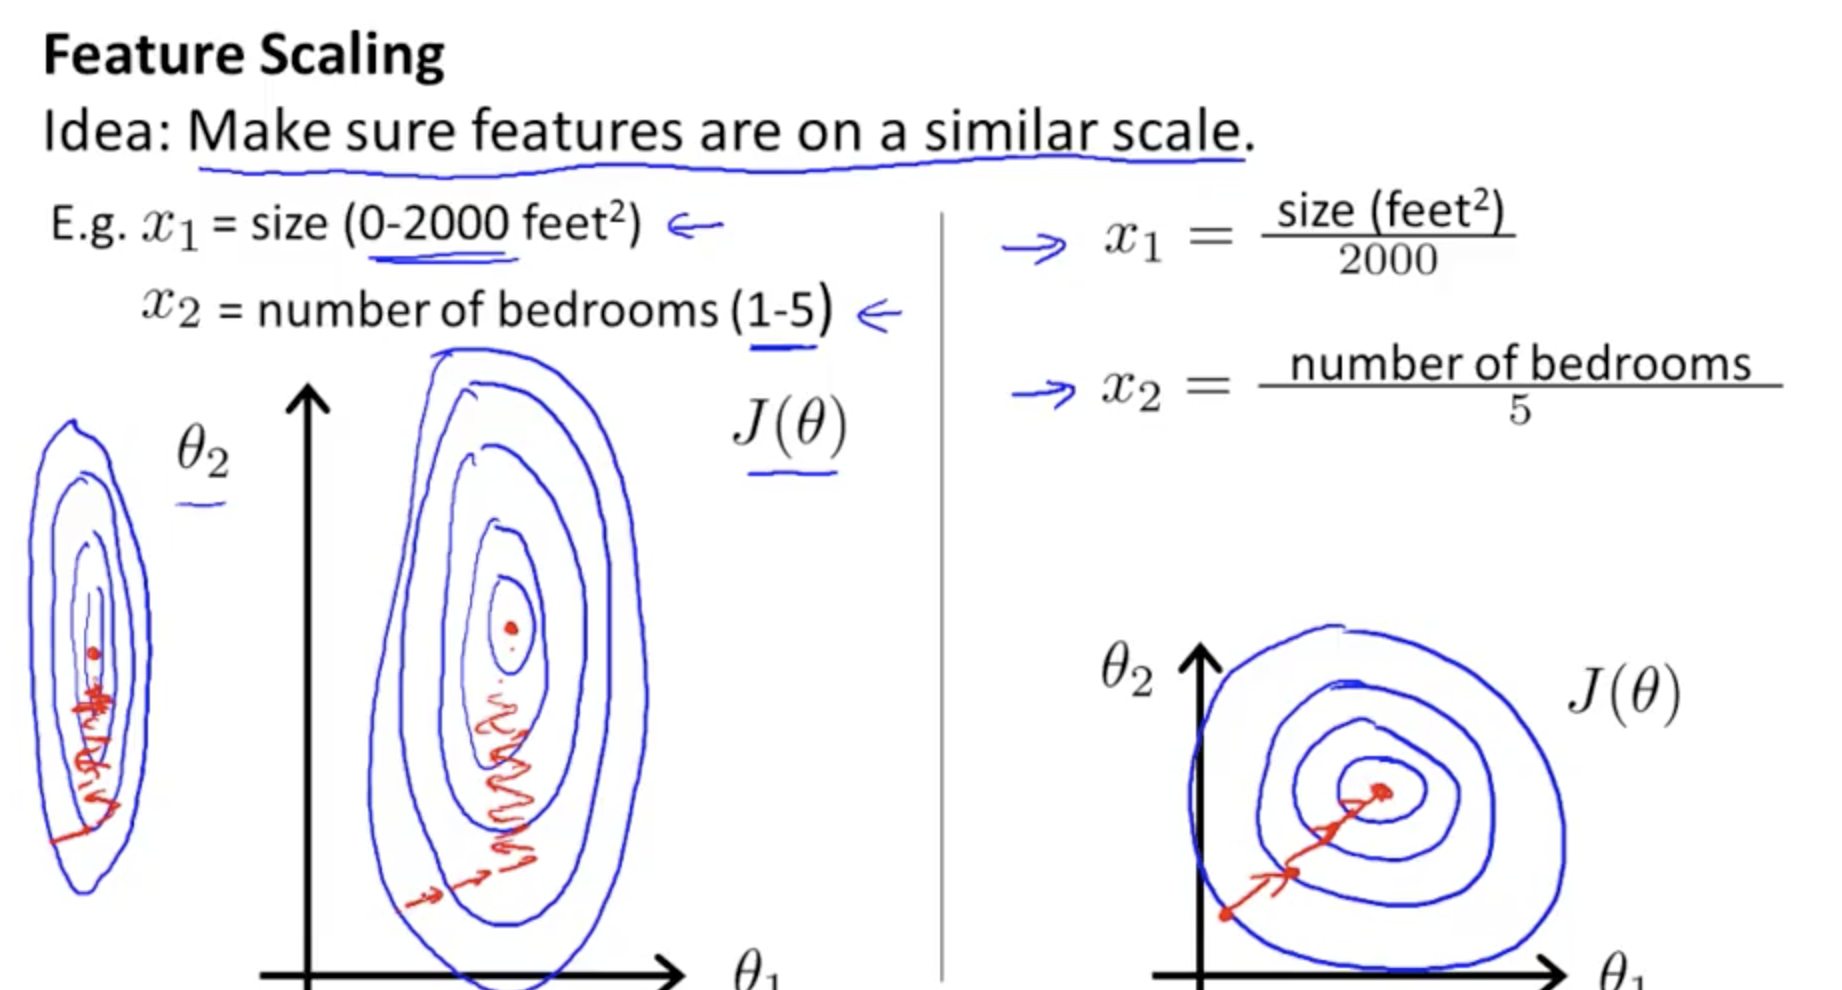 Feature Scaling
Idea: Make sure features are on a similar scale.
E.g. x₁ = size (0-2000 feet²)
x₂ = number of bedrooms (1-5)
θ₂
J(θ)
θ₁
x₁ = size (feet²) / 2000
x₂ = number of bedrooms / 5
θ₂
J(θ)
θ₁